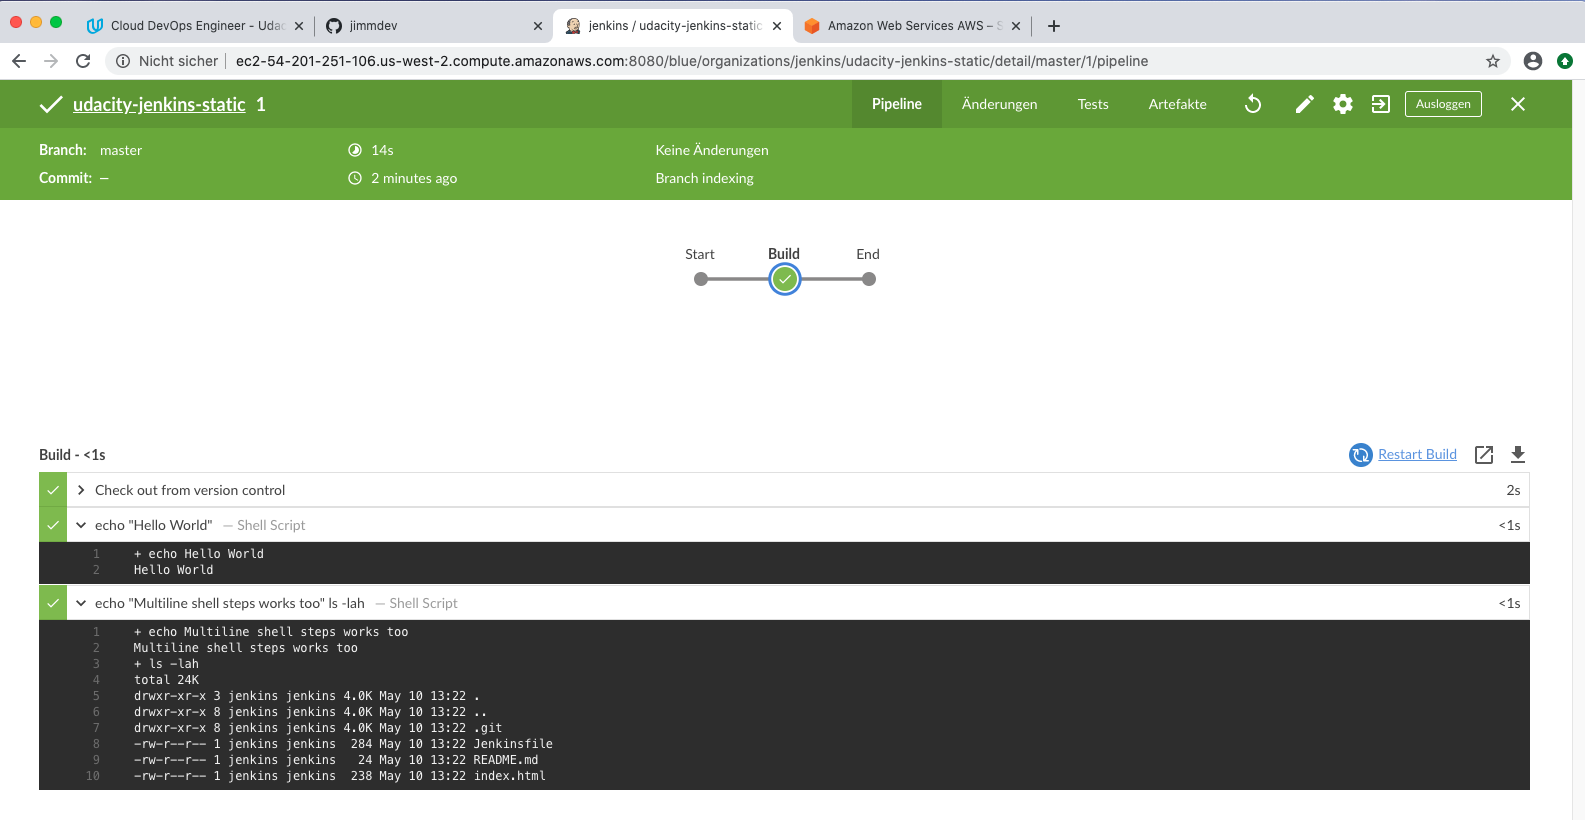 Cloud DevOps Engineer - Udac
jimmdev
jenkins / udacity-jenkins-static
Amazon Web Services AWS – S
Nicht sicher ec2-54-201-251-106.us-west-2.compute.amazonaws.com:8080/blue/organizations/jenkins/udacity-jenkins-static/detail/master/1/pipeline
udacity-jenkins-static 1
Pipeline Änderungen Tests Artefakte Ausloggen
Branch: master 14s Keine Änderungen
Commit: — 2 minutes ago Branch indexing
Start Build End
Build - <1s Restart Build
Check out from version control 2s
echo "Hello World" — Shell Script <1s
1 + echo Hello World
2 Hello World
echo "Multiline shell steps works too" ls -lah — Shell Script <1s
1 + echo Multiline shell steps works too
2 Multiline shell steps works too
3 + ls -lah
4 total 24K
5 drwxr-xr-x 3 jenkins jenkins 4.0K May 10 13:22 .
6 drwxr-xr-x 8 jenkins jenkins 4.0K May 10 13:22 ..
7 drwxr-xr-x 8 jenkins jenkins 4.0K May 10 13:22 .git
8 -rw-r--r-- 1 jenkins jenkins 284 May 10 13:22 Jenkinsfile
9 -rw-r--r-- 1 jenkins jenkins 24 May 10 13:22 README.md
10 -rw-r--r-- 1 jenkins jenkins 238 May 10 13:22 index.html